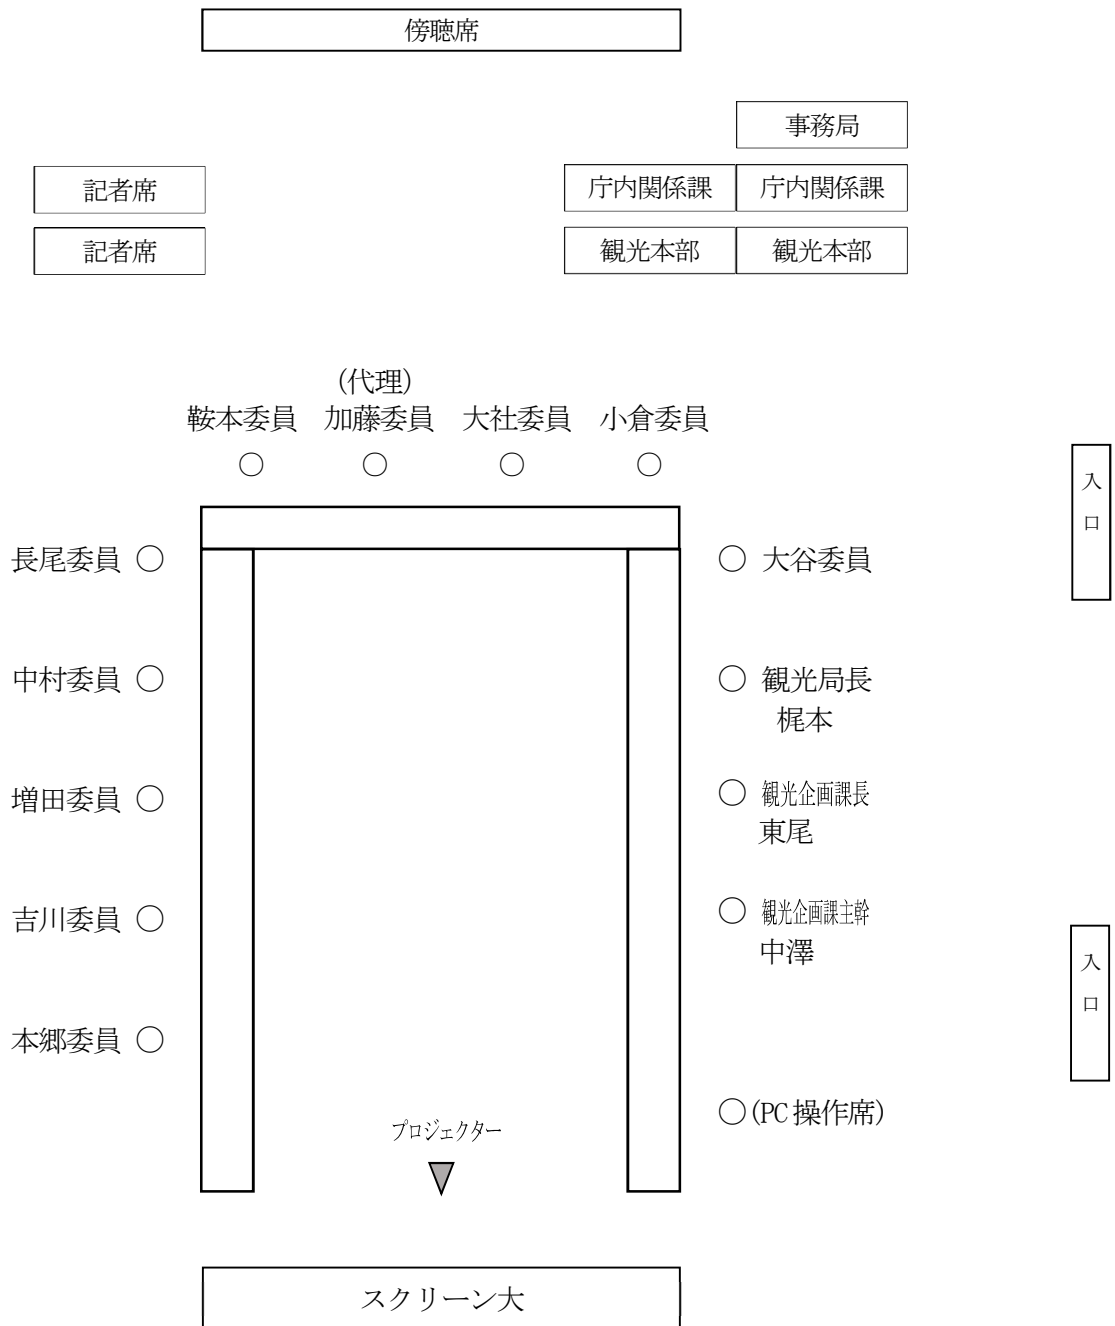 傍聴席
事務局
記者席 庁内関係課 庁内関係課
記者席 観光本部 観光本部
(代理)
鞍本委員 加藤委員 大社委員 小倉委員
○ ○ ○ ○
入口
長尾委員 ○ ○ 大谷委員
中村委員 ○ ○ 観光局長
梶本
増田委員 ○ ○ 観光企画課長
東尾
吉川委員 ○ ○ 観光企画課主幹
中澤
入口
本郷委員 ○
○(PC操作席)
プロジェクター
スクリーン大